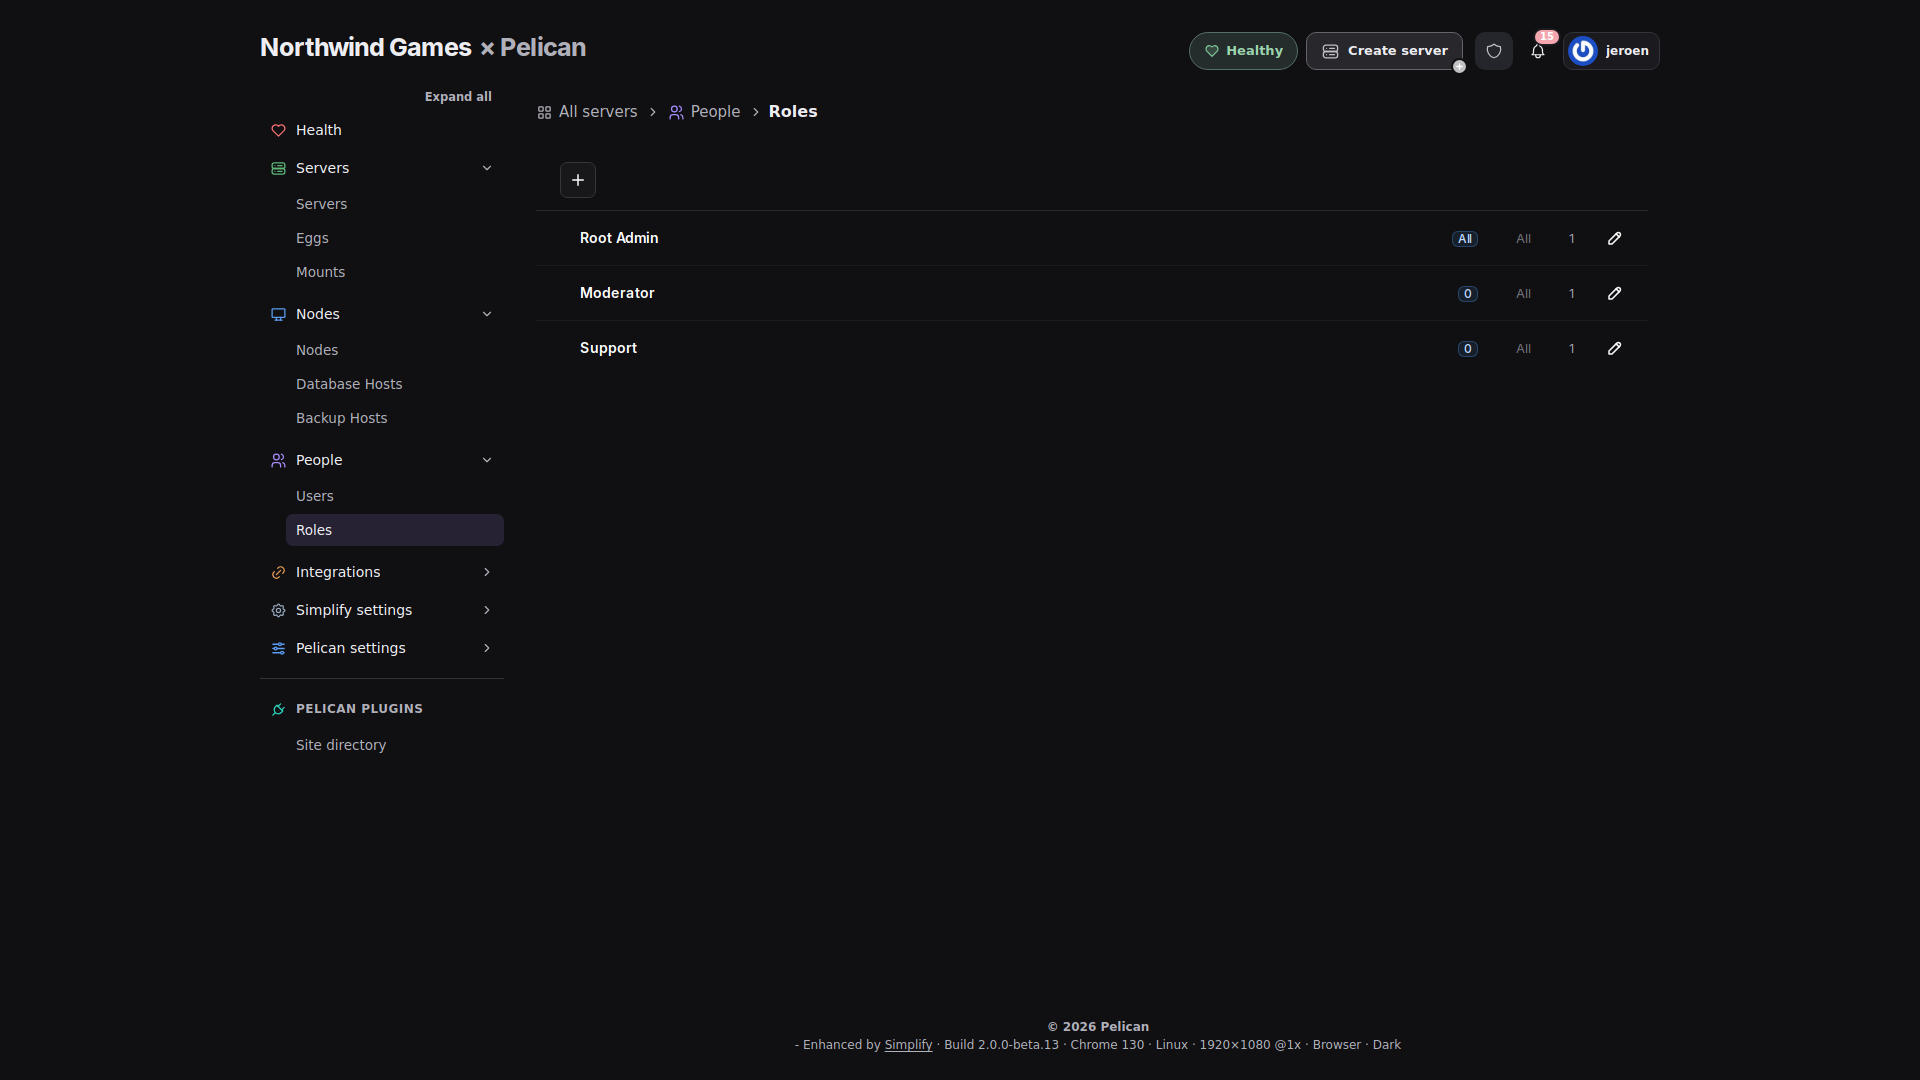 Northwind Games × Pelican
Healthy
Create server
15
jeroen
Expand all
Health
Servers
Servers
Eggs
Mounts
Nodes
Nodes
Database Hosts
Backup Hosts
People
Users
Roles
Integrations
Simplify settings
Pelican settings
PELICAN PLUGINS
Site directory
All servers > People > Roles
Root Admin All All 1
Moderator 0 All 1
Support 0 All 1
© 2026 Pelican
- Enhanced by Simplify · Build 2.0.0-beta.13 · Chrome 130 · Linux · 1920×1080 @1x · Browser · Dark